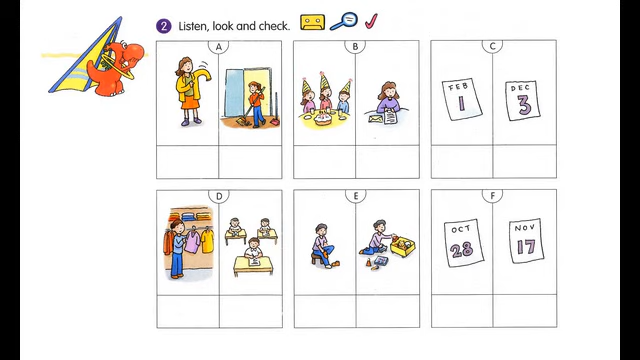 2 Listen, look and check.
A B C
FEB
1
DEC
3
D E F
OCT
28
NOV
17